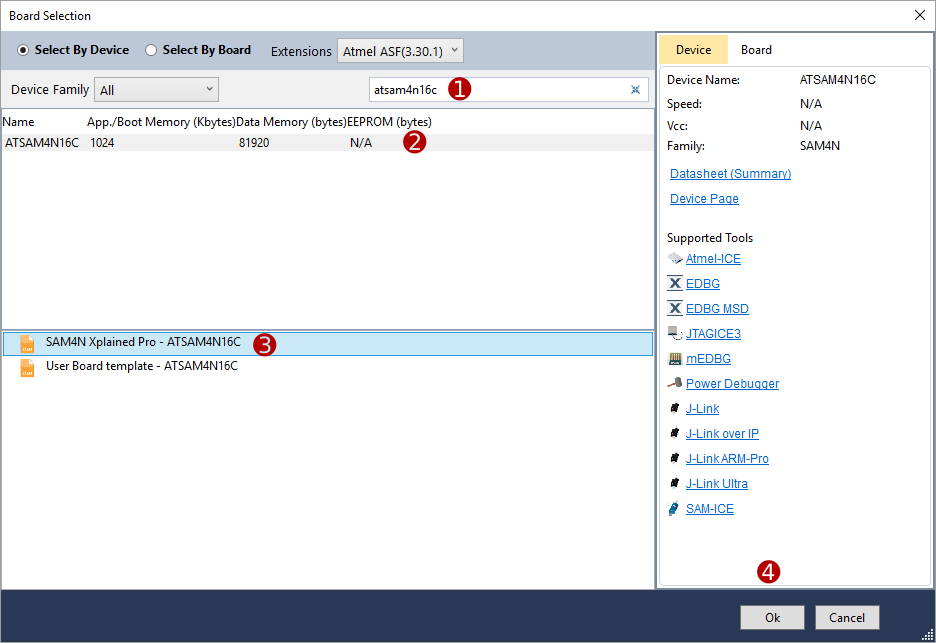 Board Selection
Select By Device Select By Board Extensions Atmel ASF(3.30.1)
Device Family All atsam4n16c 1
Name App./Boot Memory (Kbytes) Data Memory (bytes) EEPROM (bytes)
ATSAM4N16C 1024 81920 N/A 2
SAM4N Xplained Pro - ATSAM4N16C 3
User Board template - ATSAM4N16C
Device Board
Device Name: ATSAM4N16C
Speed: N/A
Vcc: N/A
Family: SAM4N
Datasheet (Summary)
Device Page
Supported Tools
Atmel-ICE
EDBG
EDBG MSD
JTAGICE3
mEDBG
Power Debugger
J-Link
J-Link over IP
J-Link ARM-Pro
J-Link Ultra
SAM-ICE
4
Ok Cancel